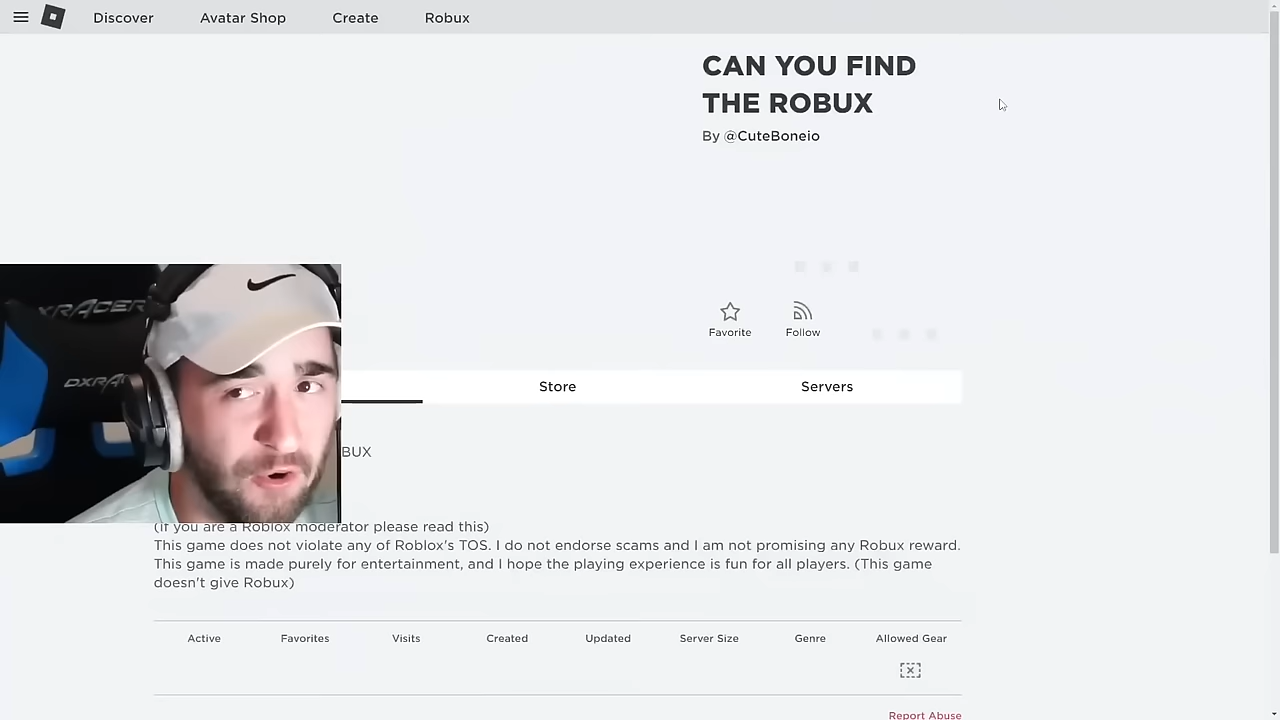 Discover Avatar Shop Create Robux
CAN YOU FIND
THE ROBUX
By @CuteBoneio
Favorite Follow
Store Servers
BUX
(if you are a Roblox moderator please read this)
This game does not violate any of Roblox's TOS. I do not endorse scams and I am not promising any Robux reward.
This game is made purely for entertainment, and I hope the playing experience is fun for all players. (This game
doesn't give Robux)
Active Favorites Visits Created Updated Server Size Genre Allowed Gear
Report Abuse